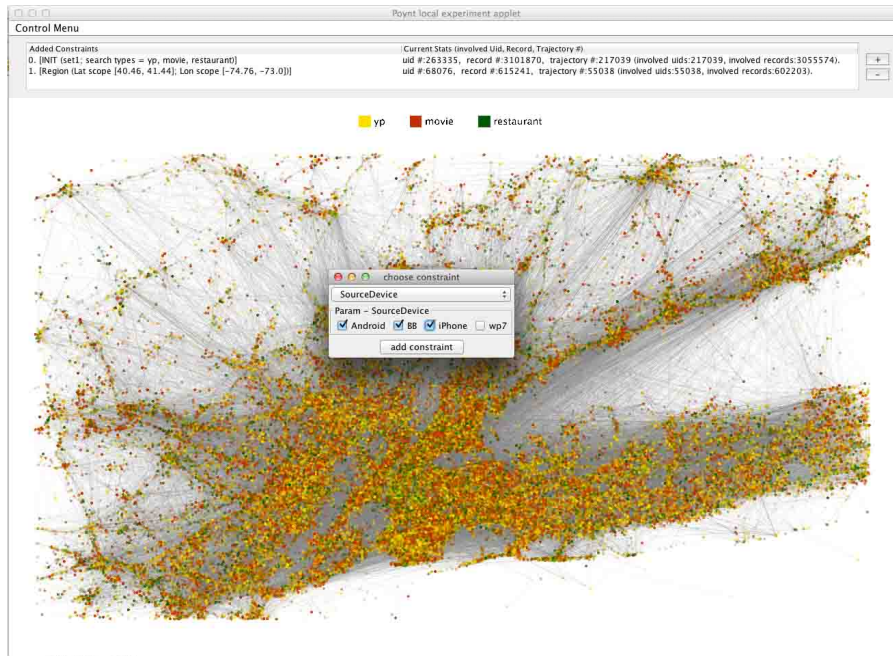 Poynt local experiment applet
Control Menu
Added Constraints Current Stats (involved Uid, Record, Trajectory #)
0. [INIT (set1; search types = yp, movie, restaurant)] uid #:263335, record #:3101870, trajectory #:217039 (involved uids:217039, involved records:3055574).
1. [Region (Lat scope [40.46, 41.44]; Lon scope [-74.76, -73.0])] uid #:68076, record #:615241, trajectory #:55038 (involved uids:55038, involved records:602203).
+
-
yp movie restaurant
choose constraint
SourceDevice
Param - SourceDevice
Android BB iPhone wp7
add constraint